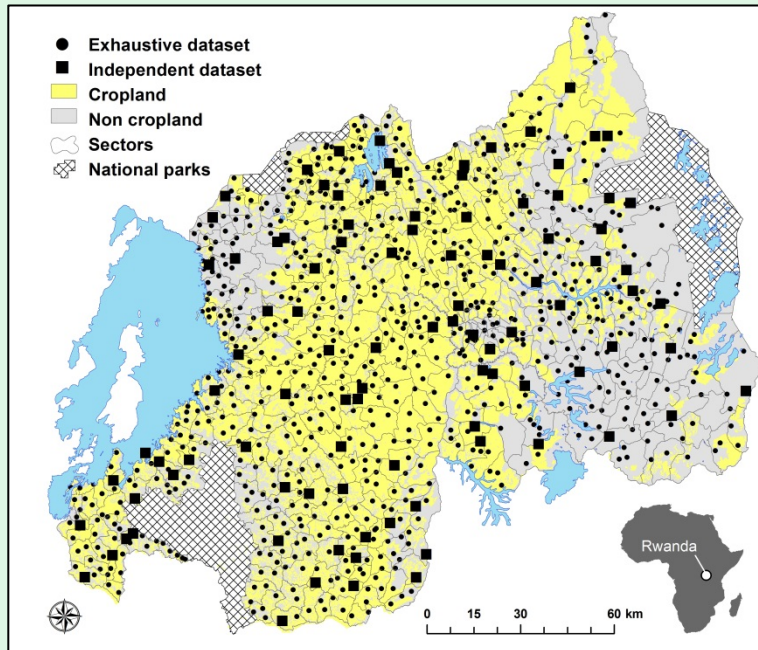 Exhaustive dataset
Independent dataset
Cropland
Non cropland
Sectors
National parks
Rwanda
0 15 30 60 km